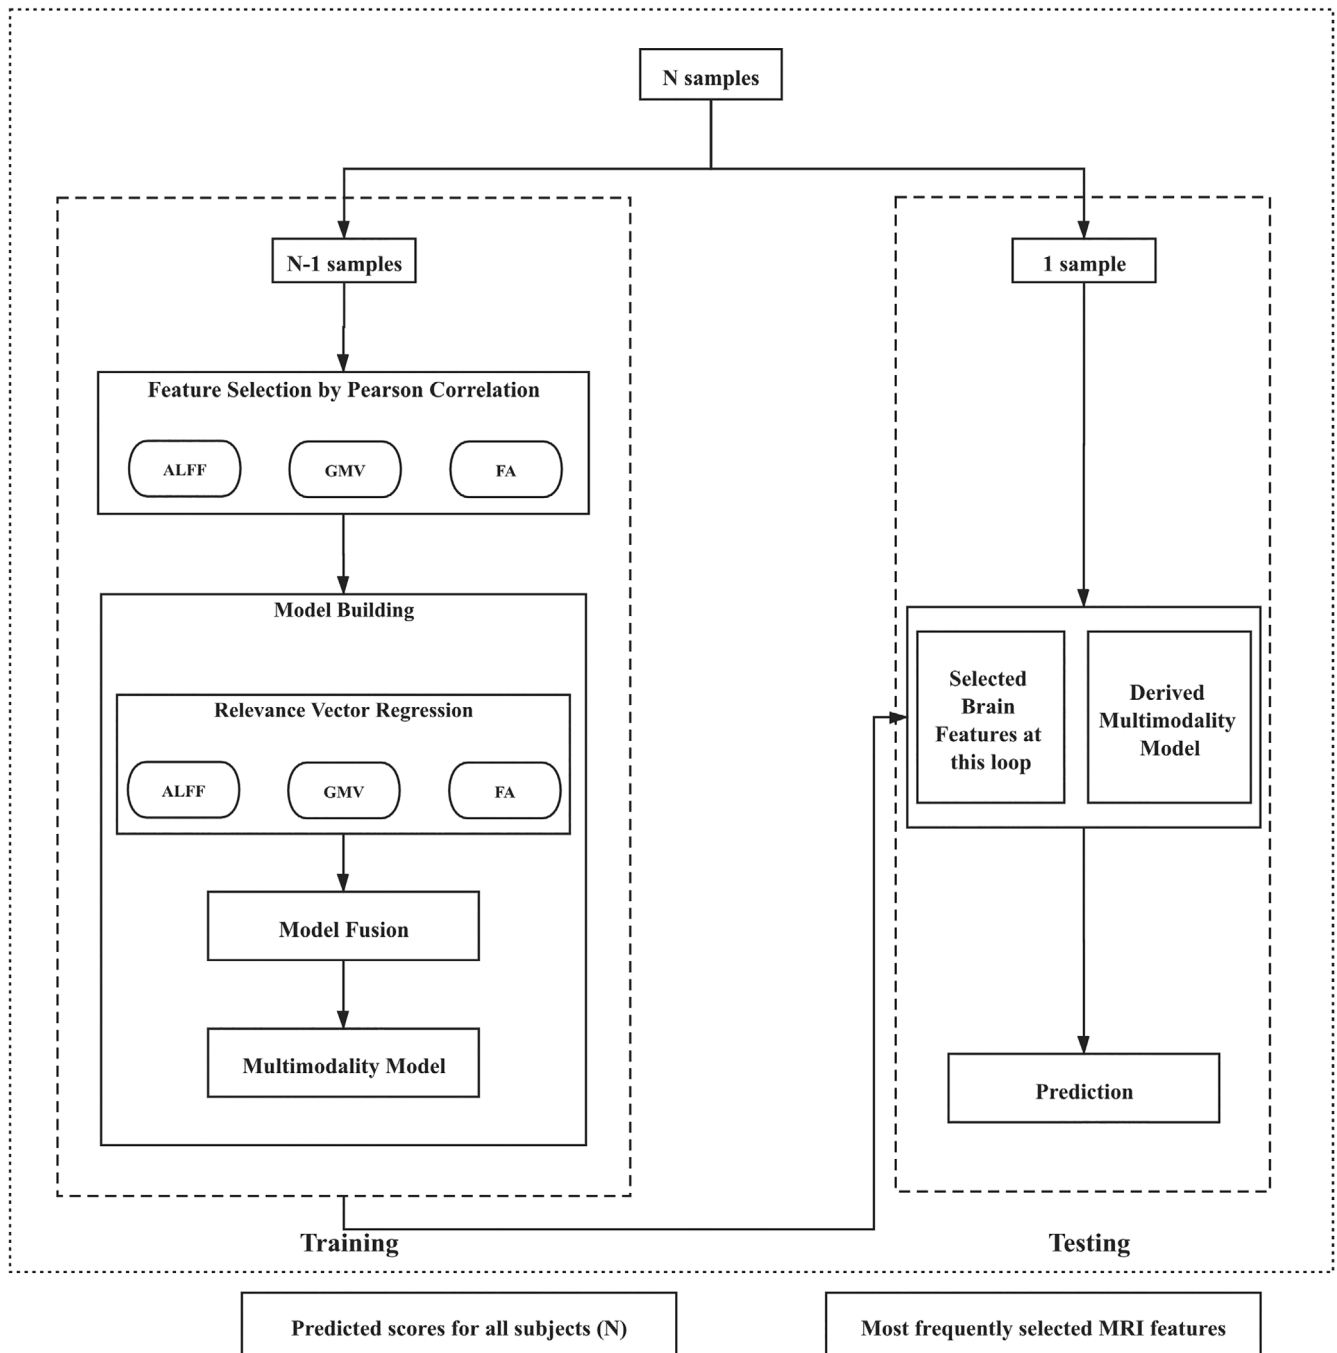 N samples
N-1 samples
Feature Selection by Pearson Correlation
ALFF
GMV
FA
Model Building
Relevance Vector Regression
ALFF
GMV
FA
Model Fusion
Multimodality Model
Training
1 sample
Selected
Brain
Features at
this loop
Derived
Multimodality
Model
Prediction
Testing
Predicted scores for all subjects (N)
Most frequently selected MRI features